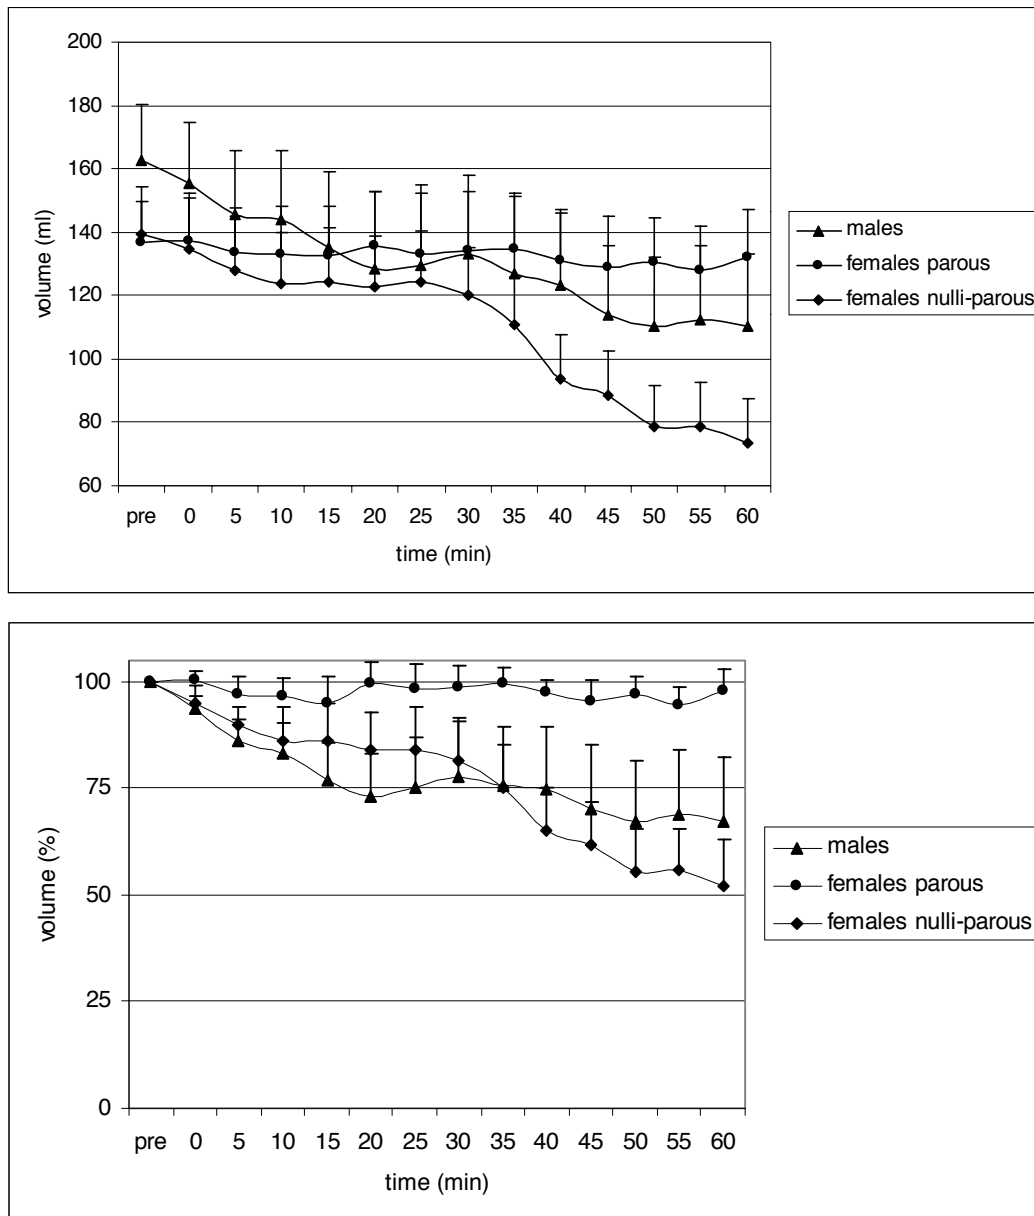 200
180
160
140
120
100
80
60
volume (ml)
pre 0 5 10 15 20 25 30 35 40 45 50 55 60
time (min)
males
females parous
females nulli-parous
100
75
50
25
0
volume (%)
pre 0 5 10 15 20 25 30 35 40 45 50 55 60
time (min)
males
females parous
females nulli-parous